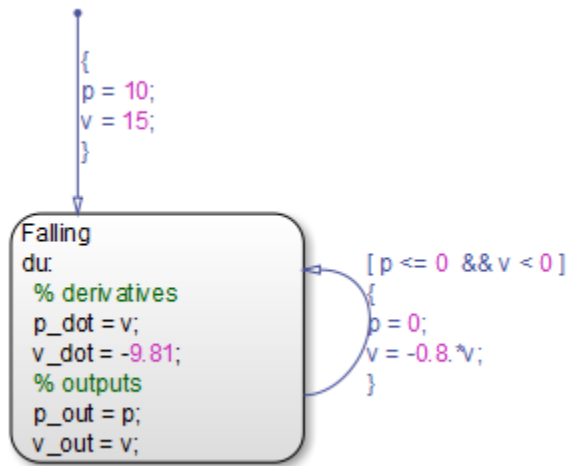 {
p = 10;
v = 15;
}
Falling
du:
% derivatives
p_dot = v;
v_dot = -9.81;
% outputs
p_out = p;
v_out = v;
[ p <= 0 && v < 0 ]
{
p = 0;
v = -0.8.*v;
}